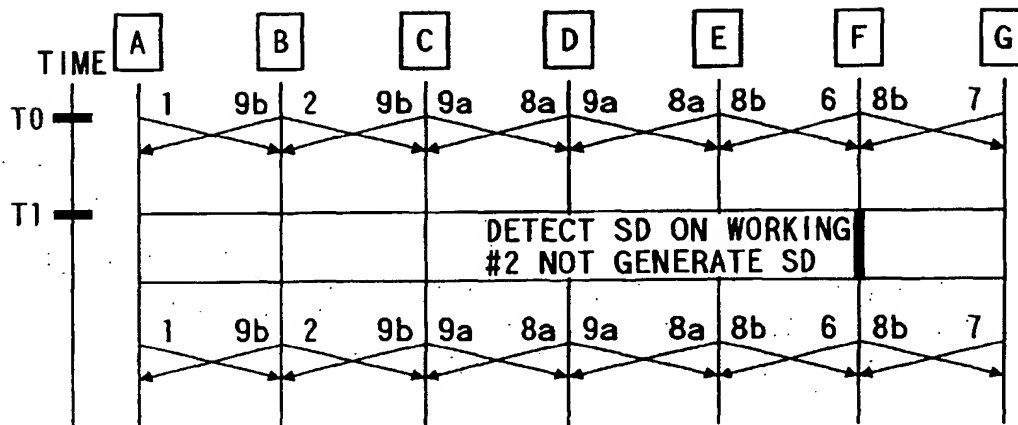 A B C D E F G
TIME
1 9b 2 9b 9a 8a 9a 8a 8b 6 8b 7
T0
T1
DETECT SD ON WORKING
#2 NOT GENERATE SD
1 9b 2 9b 9a 8a 9a 8a 8b 6 8b 7